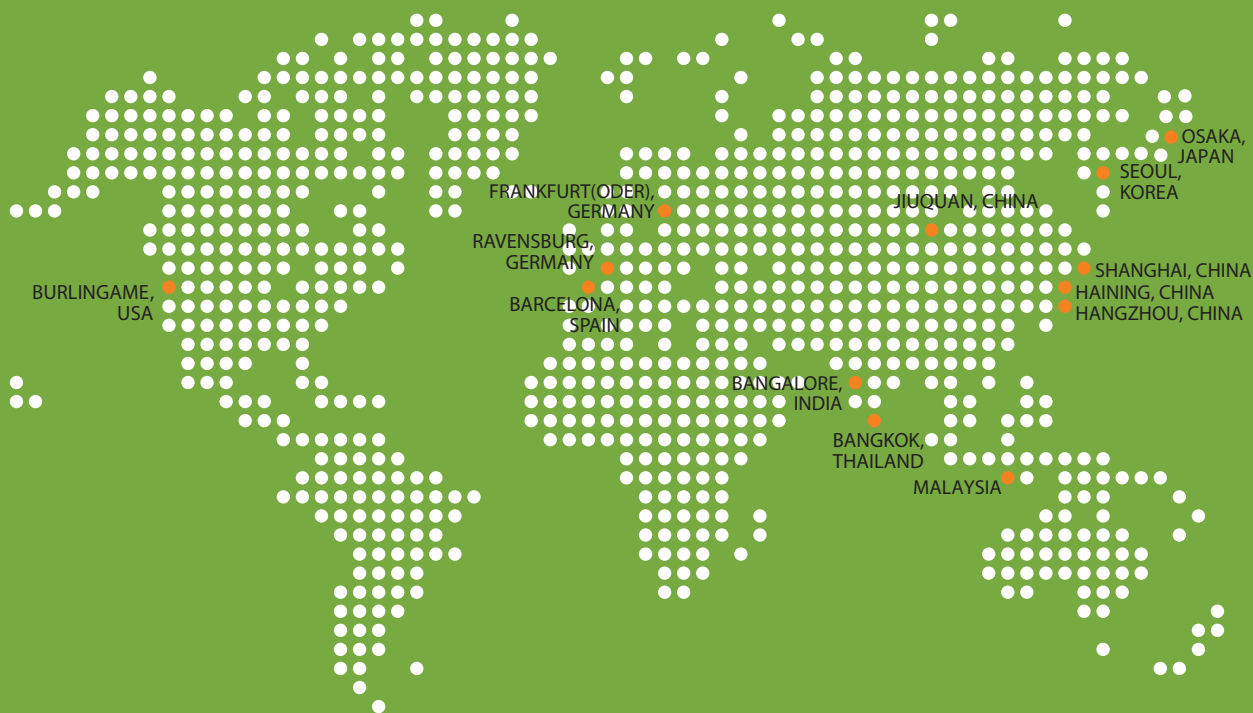 OSAKA,
JAPAN
SEOUL,
KOREA
FRANKFURT(ODER),
GERMANY
JIUQUAN, CHINA
RAVENSBURG,
GERMANY
SHANGHAI, CHINA
BURLINGAME,
USA
HAINING, CHINA
BARCELONA,
SPAIN
HANGZHOU, CHINA
BANGALORE,
INDIA
BANGKOK,
THAILAND
MALAYSIA